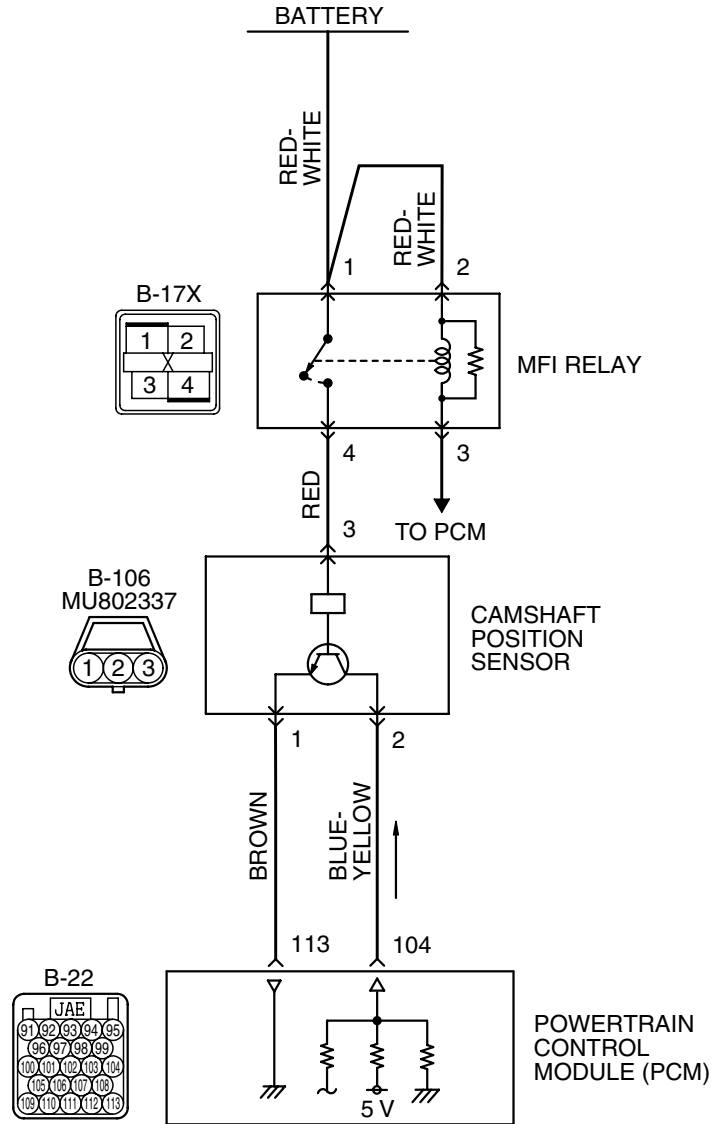 BATTERY
RED-
WHITE
RED-
WHITE
1
2
B-17X
1 2
3 4
MFI RELAY
4
3
RED
TO PCM
3
B-106
MU802337
1 2 3
CAMSHAFT
POSITION
SENSOR
1
2
BROWN
BLUE-
YELLOW
113
104
B-22
JAE
91 92 93 94 95
96 97 98 99
100 101 102 103 104
105 106 107 108
109 110 111 112 113
5 V
POWERTRAIN
CONTROL
MODULE (PCM)